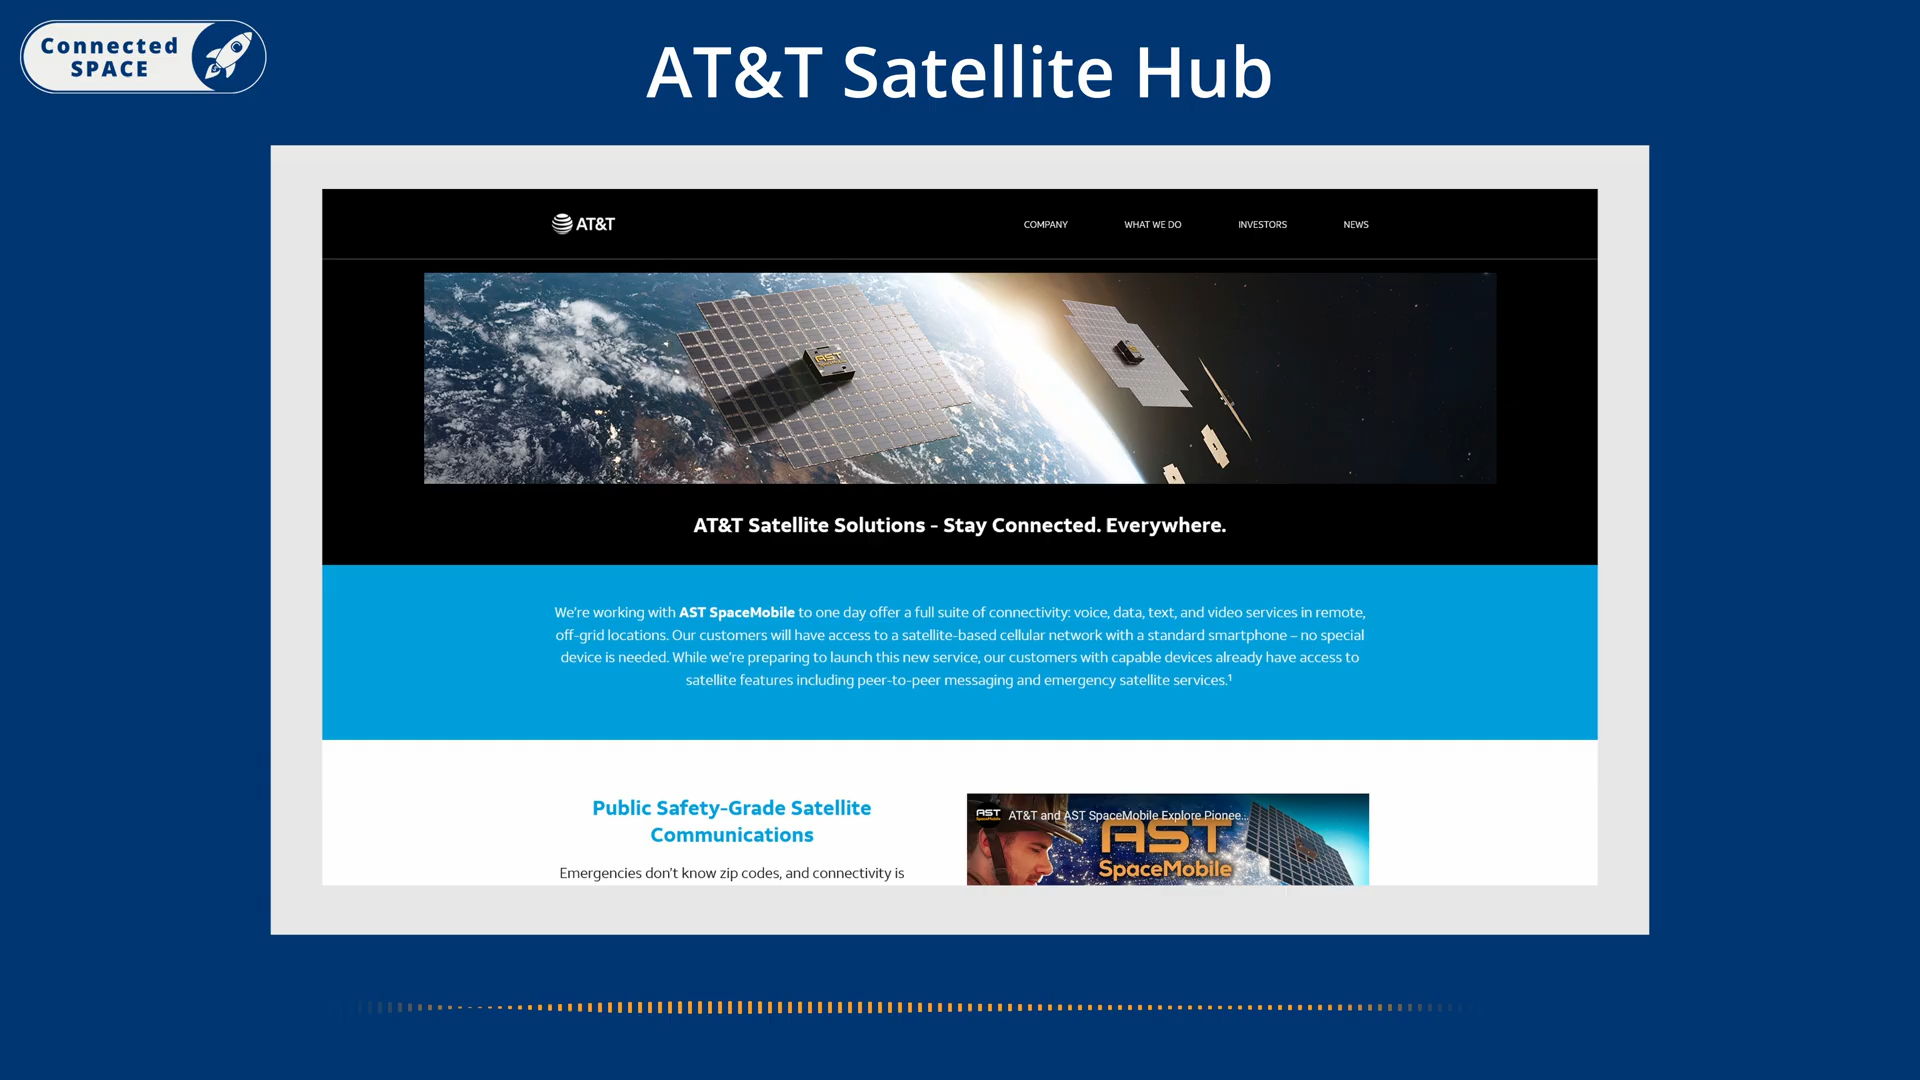 Connected
SPACE
AT&T Satellite Hub
AT&T
COMPANY
WHAT WE DO
INVESTORS
NEWS
AST
AT&T Satellite Solutions - Stay Connected. Everywhere.
We're working with AST SpaceMobile to one day offer a full suite of connectivity: voice, data, text, and video services in remote,
off-grid locations. Our customers will have access to a satellite-based cellular network with a standard smartphone – no special
device is needed. While we're preparing to launch this new service, our customers with capable devices already have access to
satellite features including peer-to-peer messaging and emergency satellite services.¹
Public Safety-Grade Satellite
Communications
Emergencies don't know zip codes, and connectivity is
AST
SpaceMobile
AT&T and AST SpaceMobile Explore Pionee...
AST
SpaceMobile